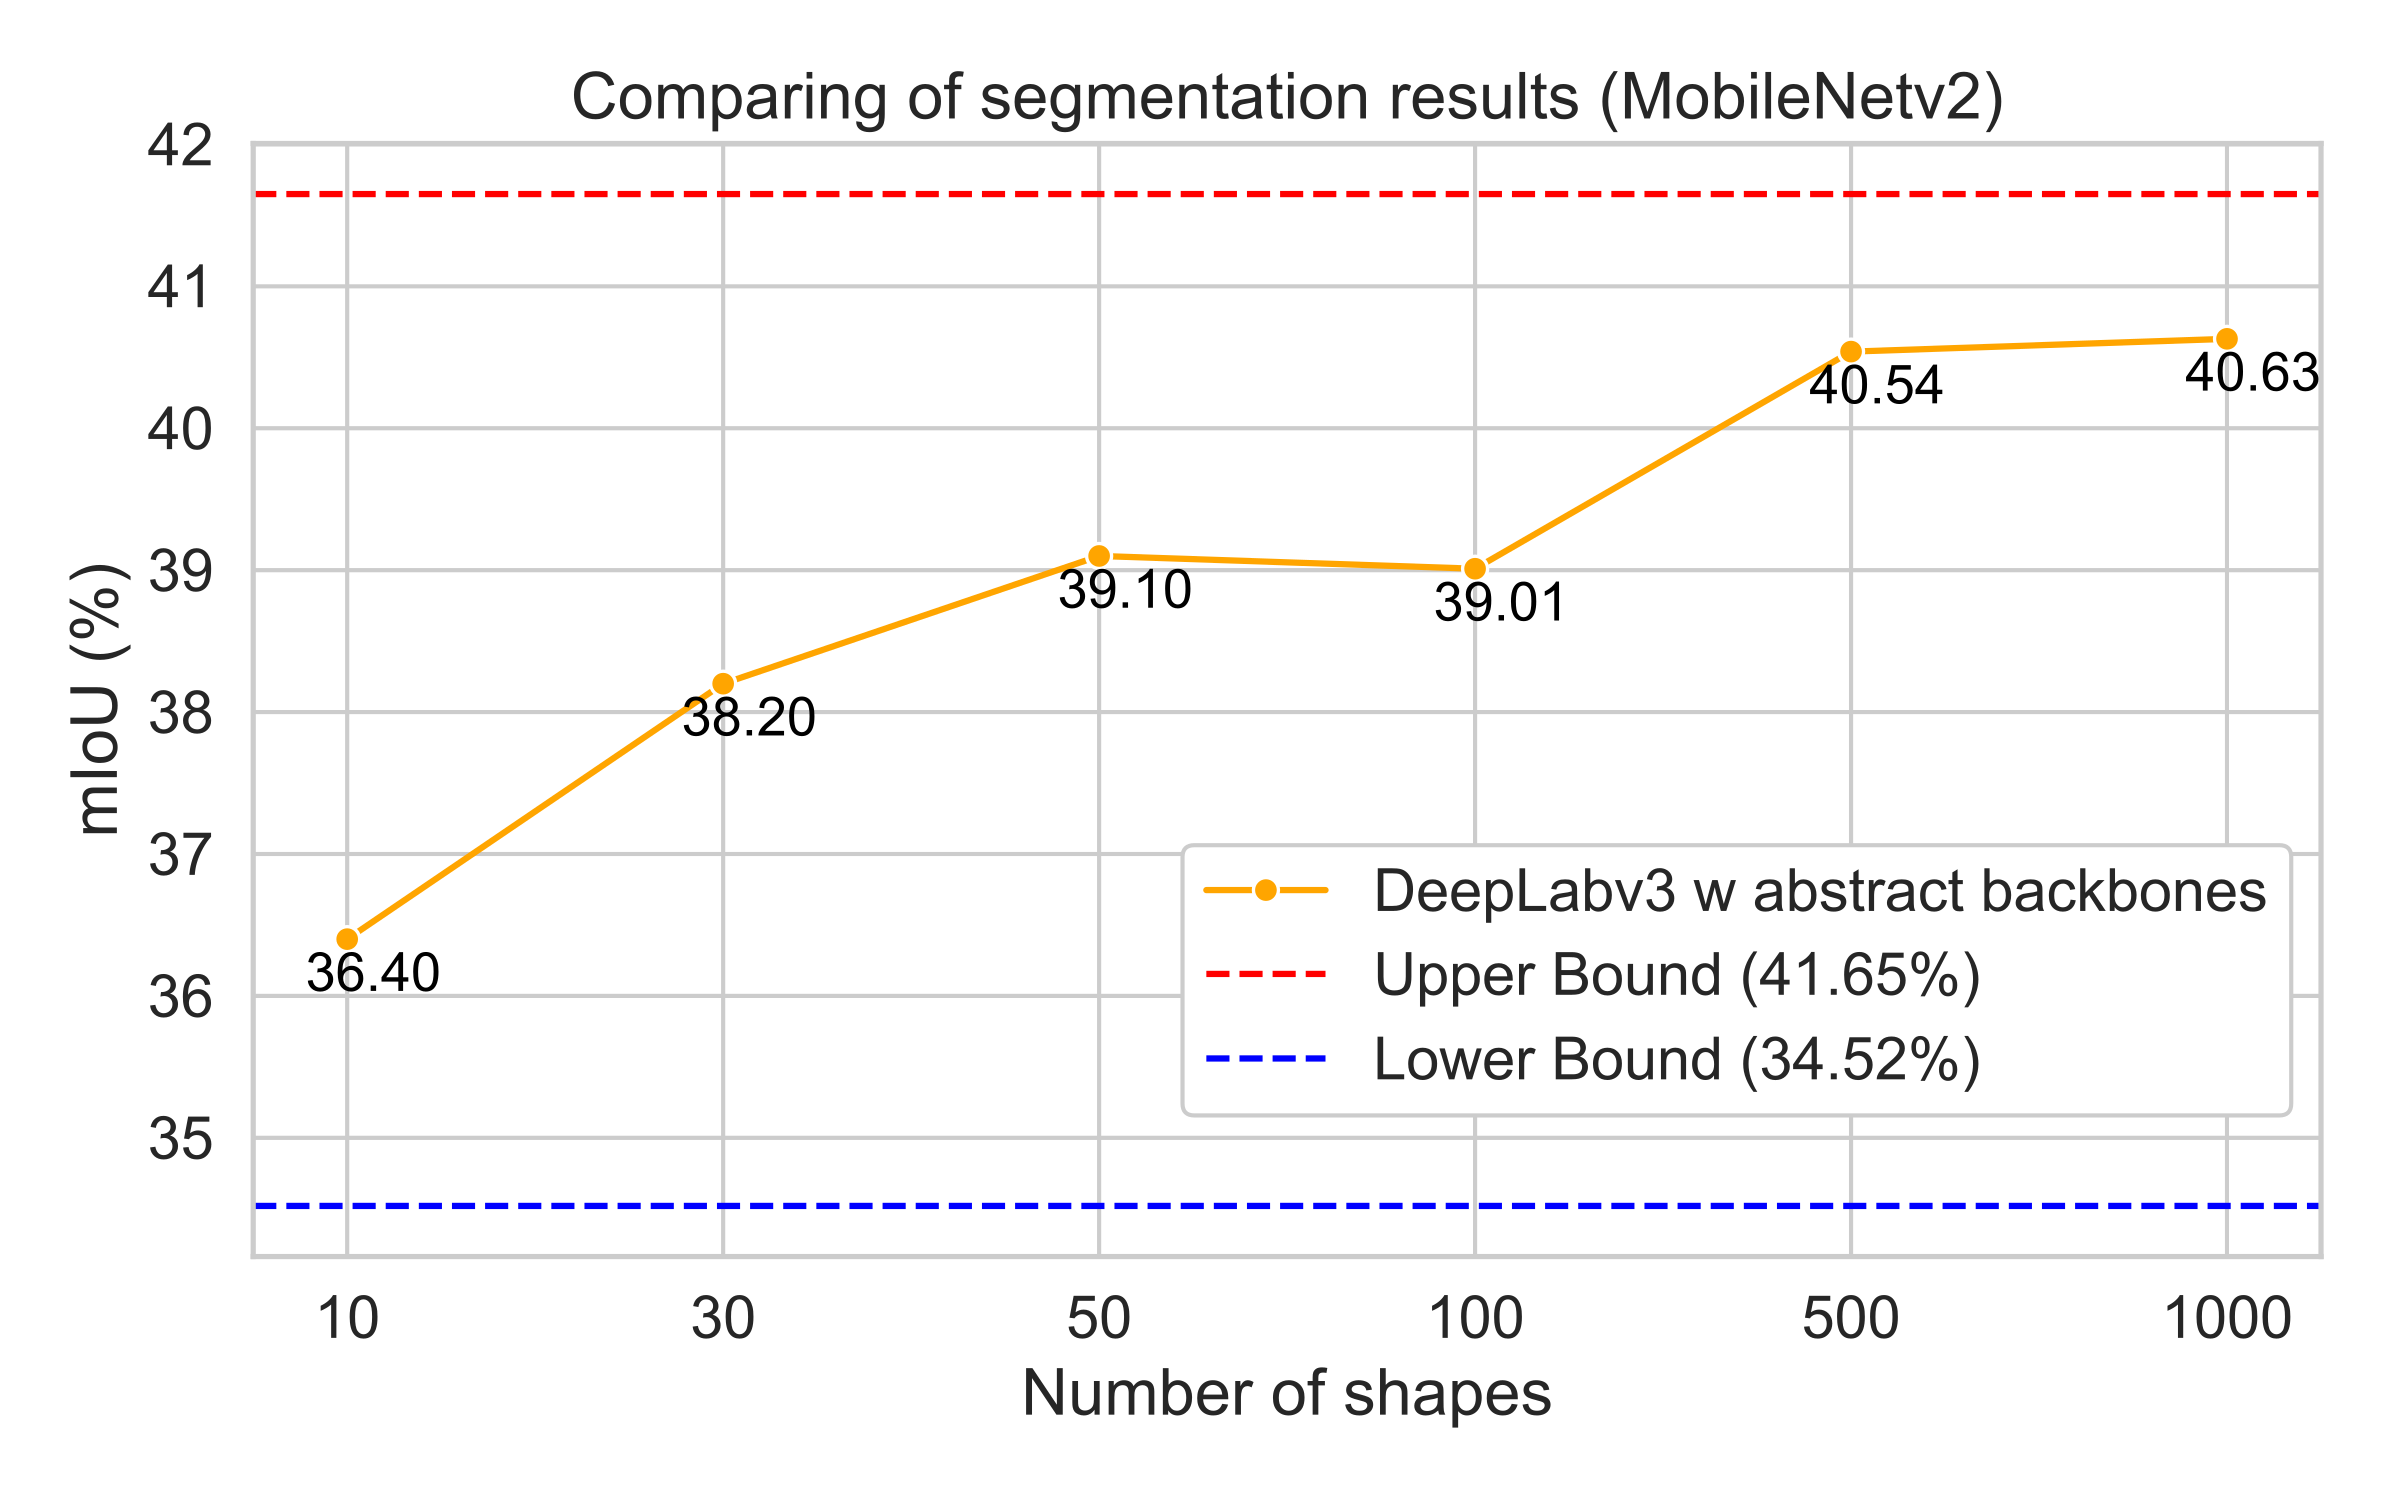 Comparing of segmentation results (MobileNetv2)
42
41
40
39
38
37
36
35
mIoU (%)
36.40
38.20
39.10
39.01
40.54
40.63
DeepLabv3 w abstract backbones
Upper Bound (41.65%)
Lower Bound (34.52%)
10 30 50 100 500 1000
Number of shapes